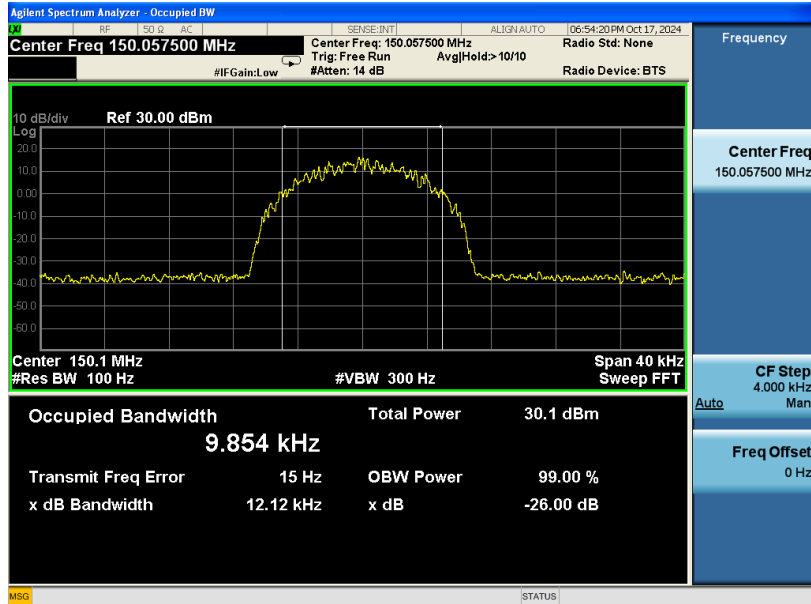 Agilent Spectrum Analyzer - Occupied BW
LXI
RF
50 Ω
AC
SENSE:INT
ALIGN AUTO
06:54:20 PM Oct 17, 2024
Center Freq 150.057500 MHz
Center Freq: 150.057500 MHz
Radio Std: None
Trig: Free Run
Avg|Hold:>10/10
#IFGain:Low
#Atten: 14 dB
Radio Device: BTS
10 dB/div
Ref 30.00 dBm
Log
20.0
10.0
0.00
-10.0
-20.0
-30.0
-40.0
-50.0
-60.0
Center 150.1 MHz
Span 40 kHz
#Res BW 100 Hz
#VBW 300 Hz
Sweep FFT
Occupied Bandwidth
Total Power
30.1 dBm
9.854 kHz
Transmit Freq Error
15 Hz
OBW Power
99.00 %
x dB Bandwidth
12.12 kHz
x dB
-26.00 dB
Frequency
Center Freq
150.057500 MHz
CF Step
4.000 kHz
Auto
Man
Freq Offset
0 Hz
MSG
STATUS